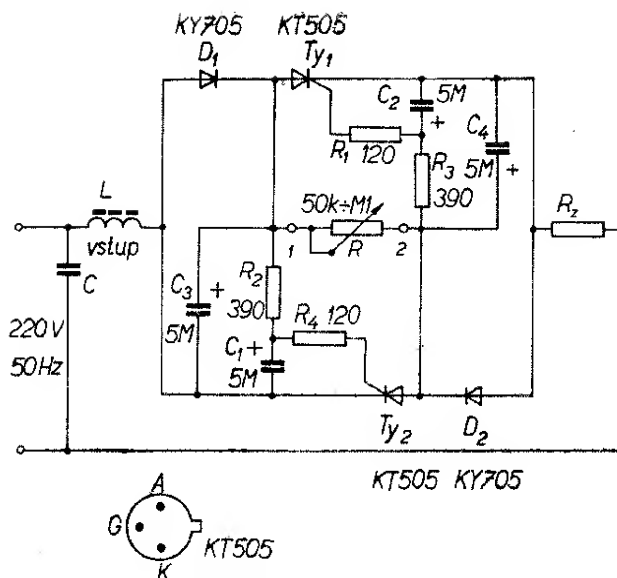 KY705 KT505
D1 Ty1
C2 5M
+
R1 120
C4
5M +
R3
390
L
vstup
50k÷M1
1 R 2
C
C3 +
5M
R2
390
R4 120
C1 +
5M
220V
50Hz
Ty2 D2
Rz
KT505 KY705
A
G
K
KT505